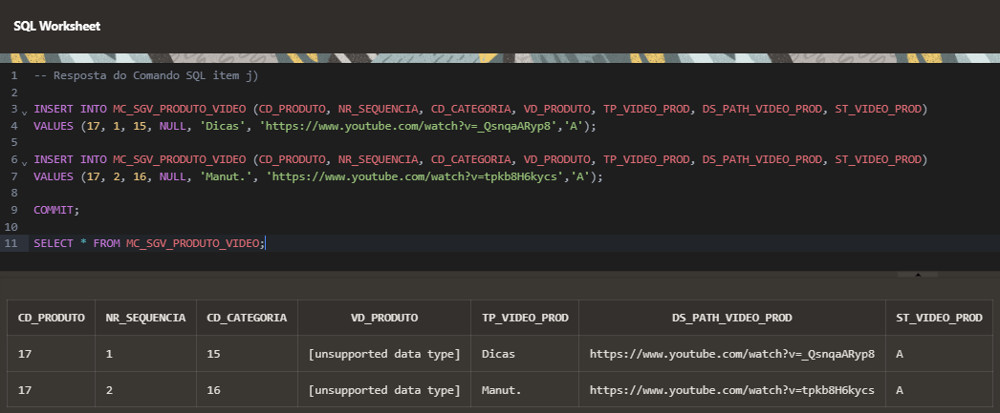 SQL Worksheet
1 -- Resposta do Comando SQL item j)
2
3 INSERT INTO MC_SGV_PRODUTO_VIDEO (CD_PRODUTO, NR_SEQUENCIA, CD_CATEGORIA, VD_PRODUTO, TP_VIDEO_PROD, DS_PATH_VIDEO_PROD, ST_VIDEO_PROD)
4 VALUES (17, 1, 15, NULL, 'Dicas', 'https://www.youtube.com/watch?v=_QsnqaARyp8','A');
5
6 INSERT INTO MC_SGV_PRODUTO_VIDEO (CD_PRODUTO, NR_SEQUENCIA, CD_CATEGORIA, VD_PRODUTO, TP_VIDEO_PROD, DS_PATH_VIDEO_PROD, ST_VIDEO_PROD)
7 VALUES (17, 2, 16, NULL, 'Manut.', 'https://www.youtube.com/watch?v=tpkb8H6kycs','A');
8
9 COMMIT;
10
11 SELECT * FROM MC_SGV_PRODUTO_VIDEO;
CD_PRODUTO NR_SEQUENCIA CD_CATEGORIA VD_PRODUTO TP_VIDEO_PROD DS_PATH_VIDEO_PROD ST_VIDEO_PROD
17 1 15 [unsupported data type] Dicas https://www.youtube.com/watch?v=_QsnqaARyp8 A
17 2 16 [unsupported data type] Manut. https://www.youtube.com/watch?v=tpkb8H6kycs A